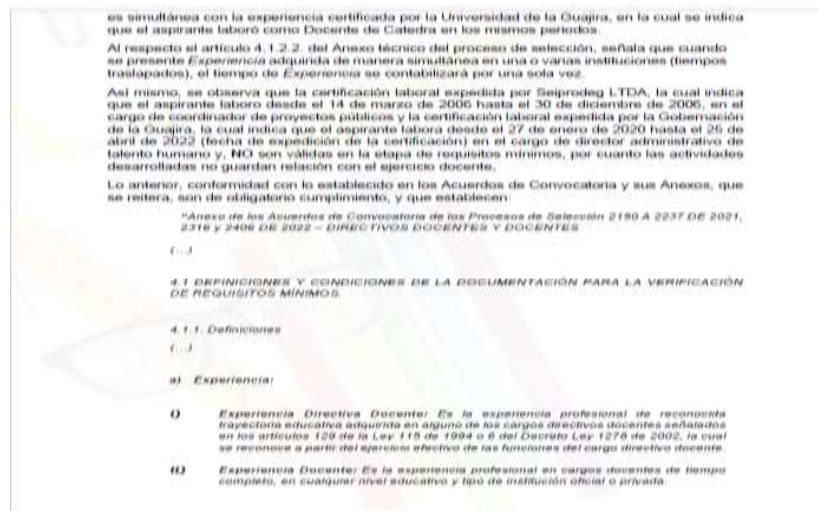 es simultánea con la experiencia certificada por la Universidad de la Guajira, en la cual se indica
que el aspirante laboró como Docente de Catedra en los mismos periodos.
Al respecto el artículo 4.1.2.2. del Anexo técnico del proceso de selección, señala que cuando
se presente Experiencia adquirida de manera simultánea en una o varias instituciones (tiempos
traslapados), el tiempo de Experiencia se contabilizará por una sola vez.
Así mismo, se observa que la certificación laboral expedida por Seiprodeg LTDA, la cual indica
que el aspirante laboro desde el 14 de marzo de 2006 hasta el 30 de diciembre de 2006, en el
cargo de coordinador de proyectos públicos y la certificación laboral expedida por la Gobernación
de la Guajira, la cual indica que el aspirante labora desde el 27 de enero de 2020 hasta el 26 de
abril de 2022 (fecha de expedición de la certificación) en el cargo de director administrativo de
talento humano y, NO son válidas en la etapa de requisitos mínimos, por cuanto las actividades
desarrolladas no guardan relación con el ejercicio docente.
Lo anterior, conformidad con lo establecido en los Acuerdos de Convocatoria y sus Anexos, que
se reitera, son de obligatorio cumplimiento, y que establecen:
"Anexo de los Acuerdos de Convocatoria de los Procesos de Selección 2150 A 2237 DE 2021,
2316 y 2406 DE 2022 – DIRECTIVOS DOCENTES Y DOCENTES
(...)
4.1 DEFINICIONES Y CONDICIONES DE LA DOCUMENTACIÓN PARA LA VERIFICACIÓN
DE REQUISITOS MÍNIMOS
4.1.1. Definiciones
(...)
a) Experiencia:
i) Experiencia Directiva Docente: Es la experiencia profesional de reconocida
trayectoria educativa adquirida en alguno de los cargos directivos docentes señalados
en los artículos 129 de la Ley 115 de 1994 o 6 del Decreto Ley 1278 de 2002, la cual
se reconoce a partir del ejercicio efectivo de las funciones del cargo directivo docente.
ii) Experiencia Docente: Es la experiencia profesional en cargos docentes de tiempo
completo, en cualquier nivel educativo y tipo de institución oficial o privada.